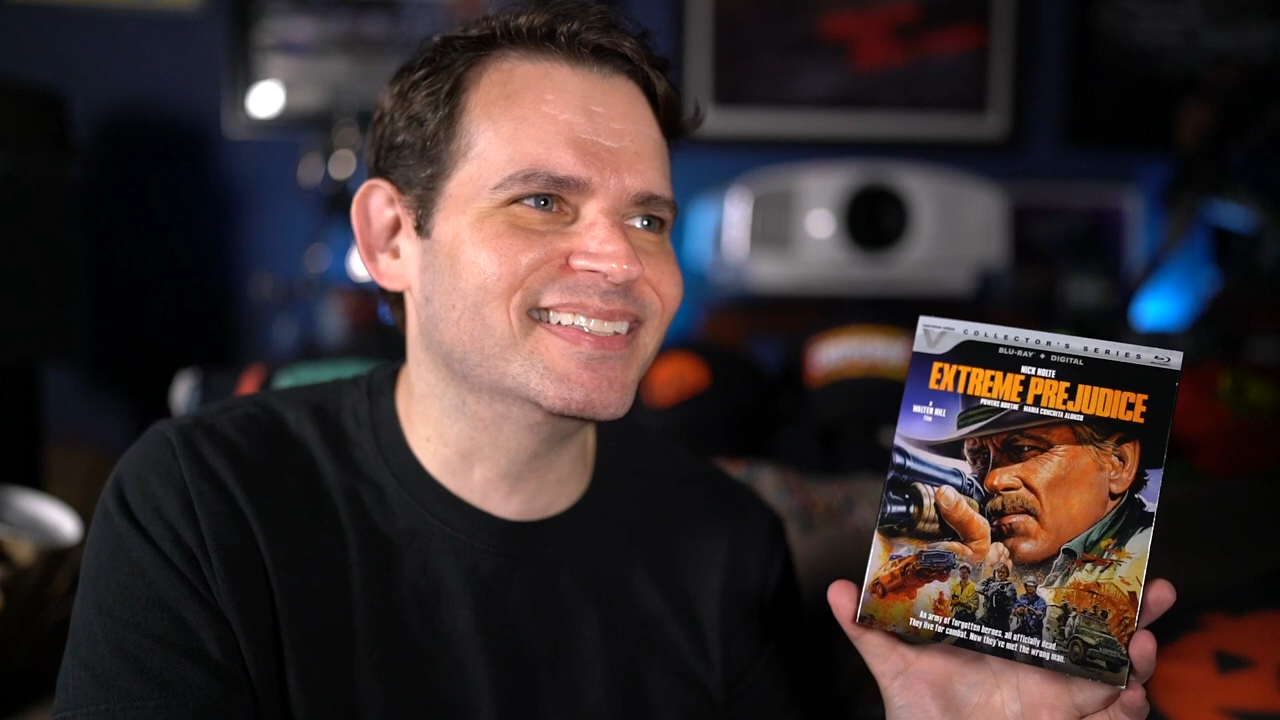 COLLECTOR'S SERIES
BLU-RAY + DIGITAL
NICK NOLTE
EXTREME PREJUDICE
POWERS BOOTHE MARIA CONCHITA ALONSO
A
WALTER HILL
FILM
An army of forgotten heroes, all officially dead.
They live for combat. Now they've met the wrong man.